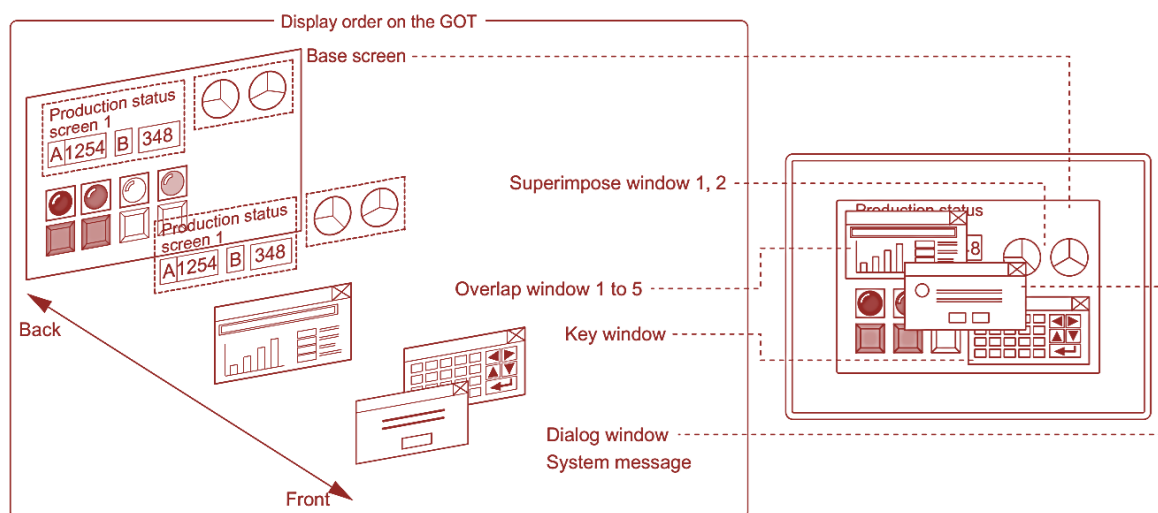 Display order on the GOT
Base screen
Production status
screen 1
A 1254 B 348
Superimpose window 1, 2
Production status
screen 1
A 1254 B 348
Production status
8
Overlap window 1 to 5
Back
Key window
Dialog window
System message
Front